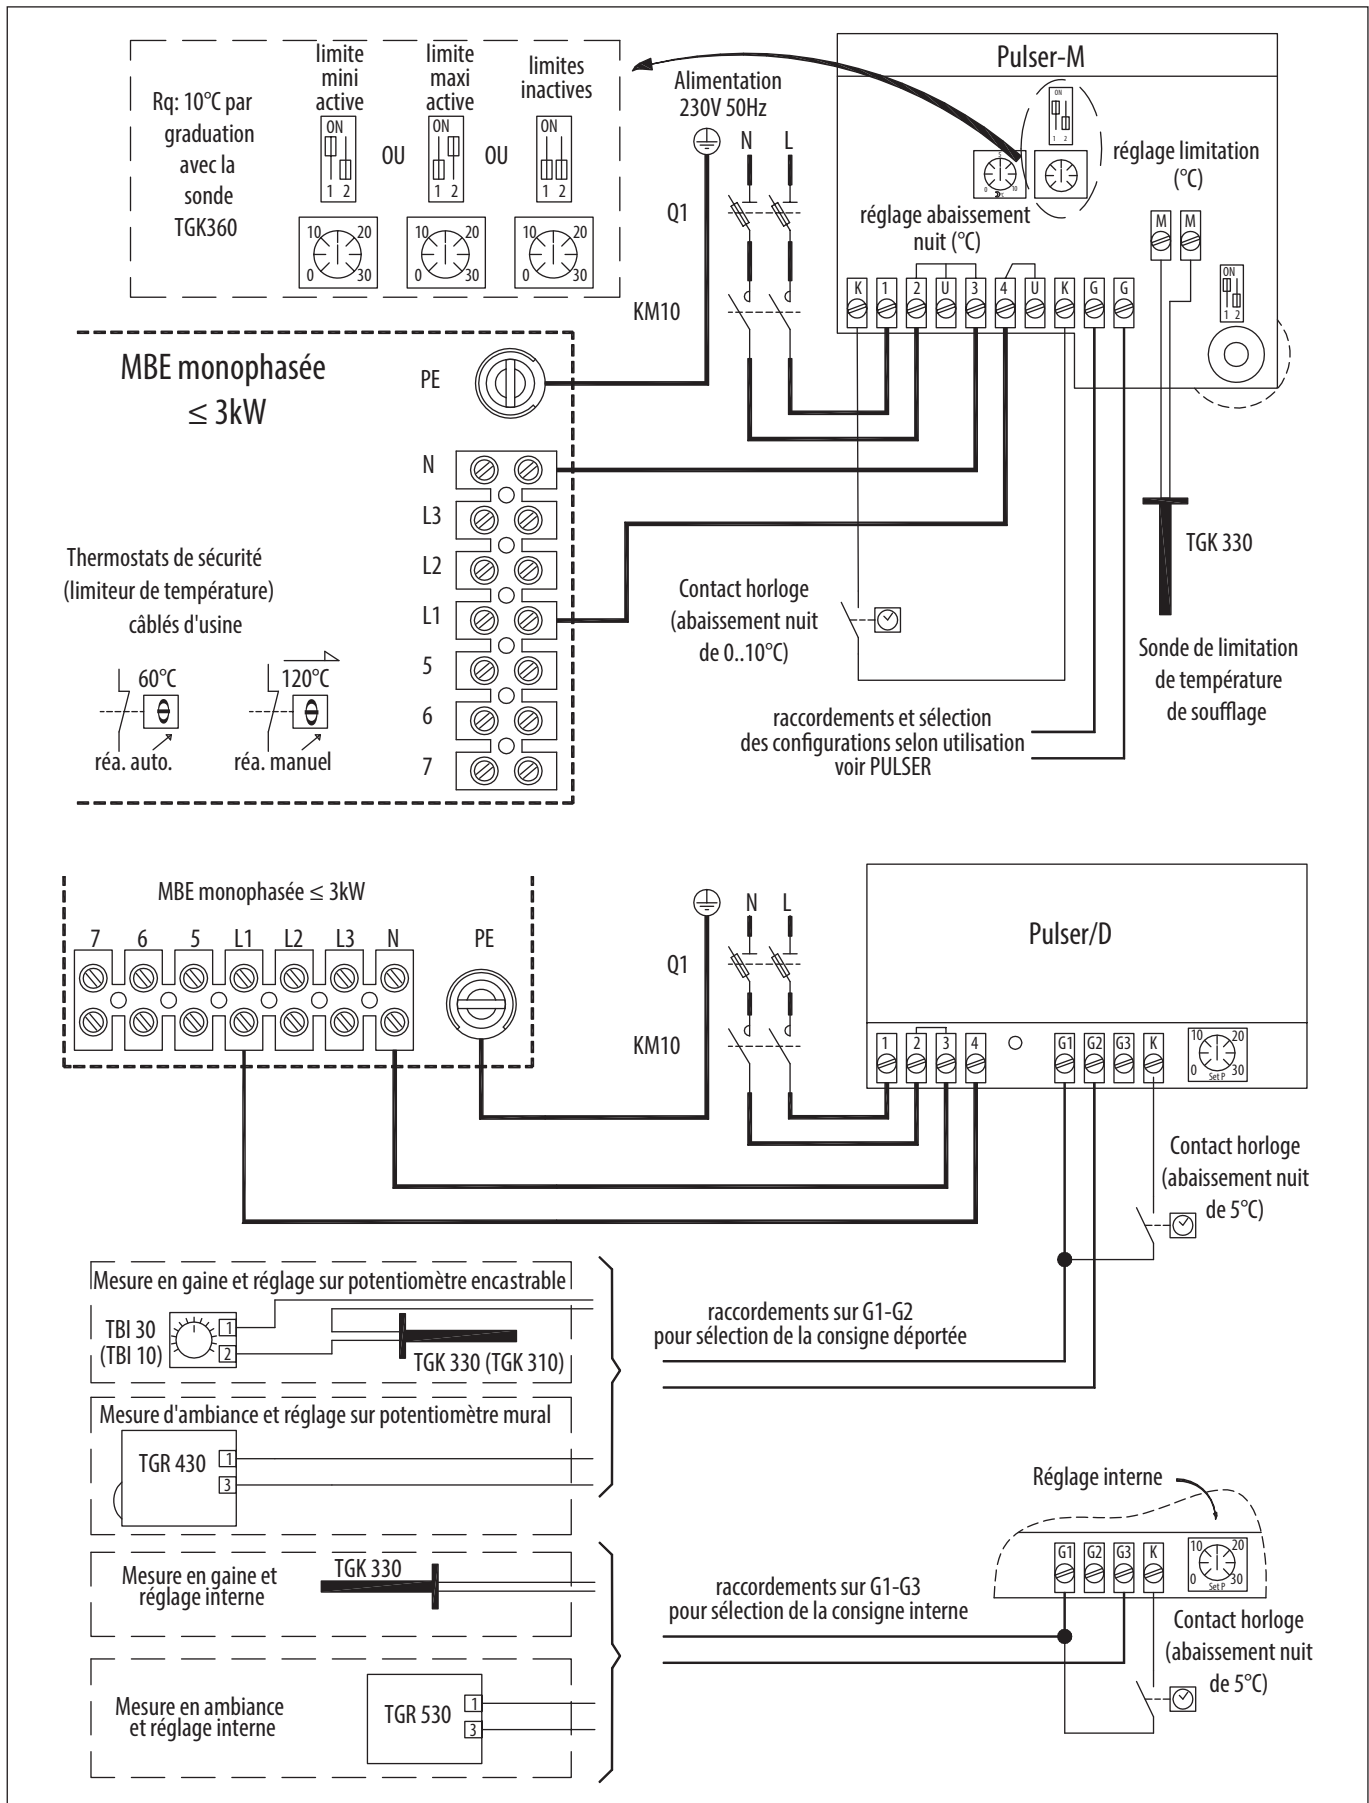 limite
mini
active
limite
maxi
active
limites
inactives
Rq: 10°C par
graduation
avec la
sonde
TGK360
ON
1 2
OU
ON
1 2
OU
ON
1 2
10 20
0 30
10 20
0 30
10 20
0 30
Alimentation
230V 50Hz
N L
Q1
KM10
Pulser-M
ON
1 2
réglage limitation
(°C)
0 5 10
°C
réglage abaissement
nuit (°C)
M M
K 1 2 U 3 4 U K G G
ON
1 2
MBE monophasée
≤ 3kW
PE
N
L3
L2
L1
5
6
7
Thermostats de sécurité
(limiteur de température)
câblés d'usine
60°C
réa. auto.
120°C
réa. manuel
Contact horloge
(abaissement nuit
de 0..10°C)
TGK 330
Sonde de limitation
de température
de soufflage
raccordements et sélection
des configurations selon utilisation
voir PULSER
MBE monophasée ≤ 3kW
7 6 5 L1 L2 L3 N PE
N L
Q1
KM10
Pulser/D
1 2 3 4 G1 G2 G3 K
10 20
0 30
Set P
Contact horloge
(abaissement nuit
de 5°C)
Mesure en gaine et réglage sur potentiomètre encastrable
TBI 30
(TBI 10)
1
2
TGK 330 (TGK 310)
raccordements sur G1-G2
pour sélection de la consigne déportée
Mesure d'ambiance et réglage sur potentiomètre mural
TGR 430
1
3
Réglage interne
G1 G2 G3 K
10 20
0 30
Set P
Mesure en gaine et
réglage interne
TGK 330
raccordements sur G1-G3
pour sélection de la consigne interne
Contact horloge
(abaissement nuit
de 5°C)
Mesure en ambiance
et réglage interne
TGR 530
1
3